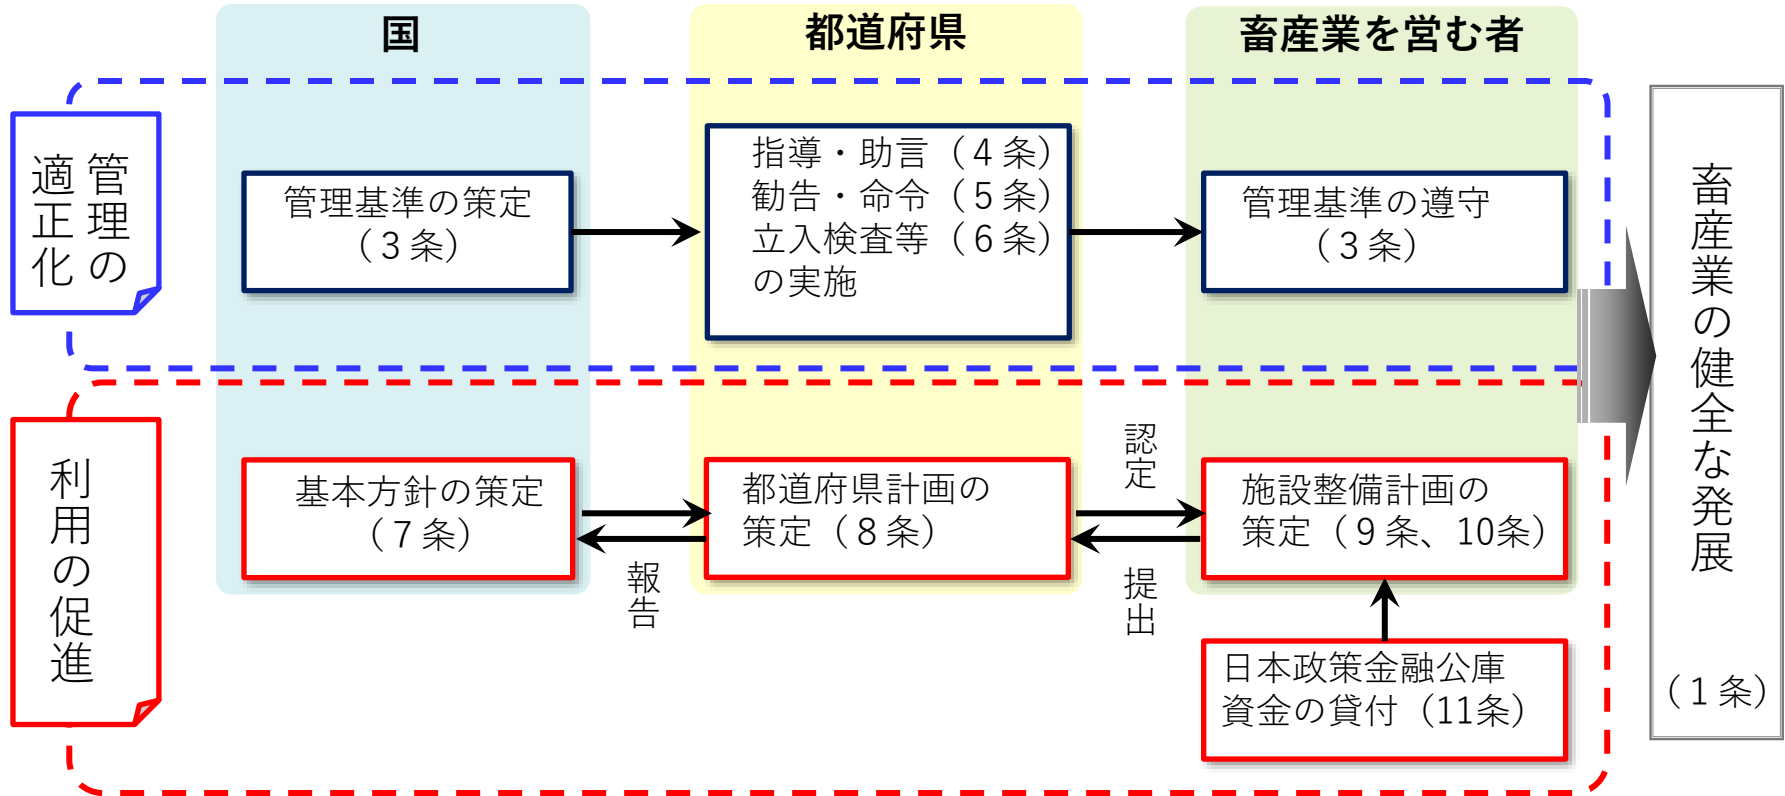 国
都道府県
畜産業を営む者
管理の
適正化
管理基準の策定
（３条）
指導・助言（４条）
勧告・命令（５条）
立入検査等（６条）
の実施
管理基準の遵守
（３条）
利用の促進
基本方針の策定
（７条）
報告
都道府県計画の
策定（８条）
認定
提出
施設整備計画の
策定（９条、10条）
日本政策金融公庫
資金の貸付（11条）
畜産業の健全な発展
（１条）